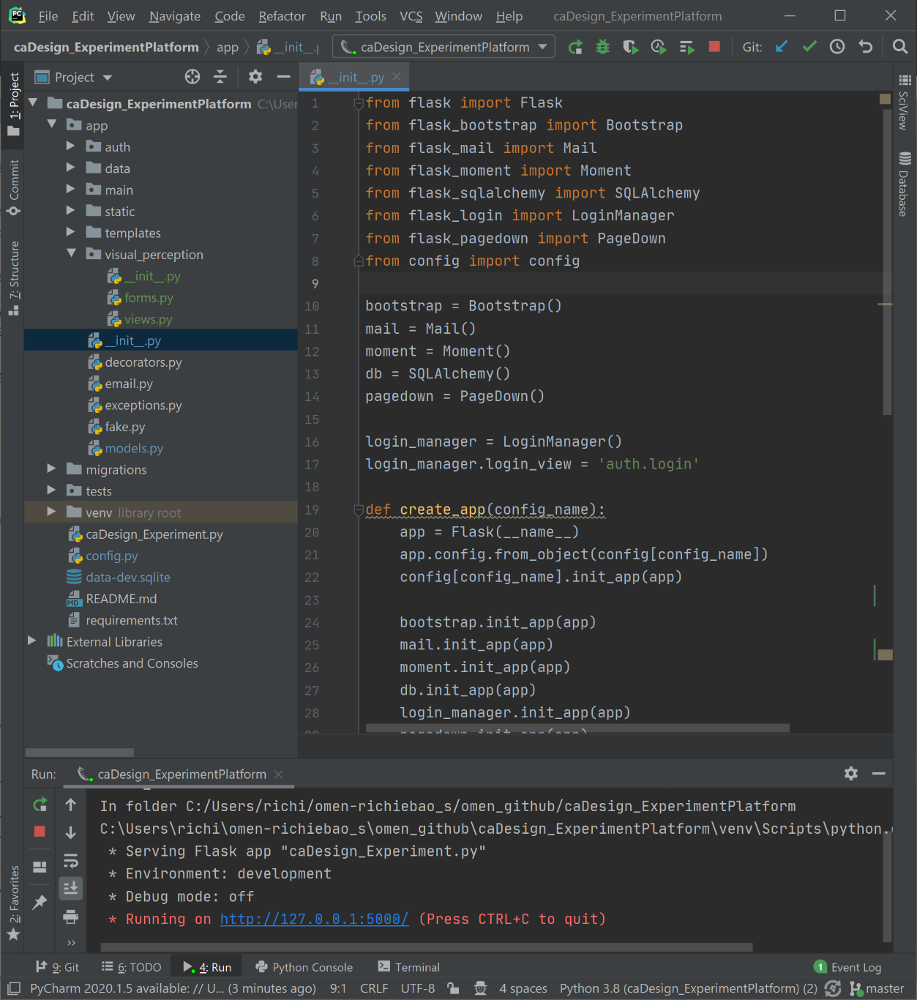 File Edit View Navigate Code Refactor Run Tools VCS Window Help caDesign_ExperimentPlatform
caDesign_ExperimentPlatform app __init__.p caDesign_ExperimentPlatform Git:
Project
__init__.py
1: Project
Commit
7: Structure
2: Favorites
SciView
Database
caDesign_ExperimentPlatform C:\User
app
auth
data
main
static
templates
visual_perception
__init__.py
forms.py
views.py
__init__.py
decorators.py
email.py
exceptions.py
fake.py
models.py
migrations
tests
venv library root
caDesign_Experiment.py
config.py
data-dev.sqlite
README.md
requirements.txt
External Libraries
Scratches and Consoles
1 from flask import Flask
2 from flask_bootstrap import Bootstrap
3 from flask_mail import Mail
4 from flask_moment import Moment
5 from flask_sqlalchemy import SQLAlchemy
6 from flask_login import LoginManager
7 from flask_pagedown import PageDown
8 from config import config
9
10 bootstrap = Bootstrap()
11 mail = Mail()
12 moment = Moment()
13 db = SQLAlchemy()
14 pagedown = PageDown()
15
16 login_manager = LoginManager()
17 login_manager.login_view = 'auth.login'
18
19 def create_app(config_name):
20 app = Flask(__name__)
21 app.config.from_object(config[config_name])
22 config[config_name].init_app(app)
23
24 bootstrap.init_app(app)
25 mail.init_app(app)
26 moment.init_app(app)
27 db.init_app(app)
28 login_manager.init_app(app)
Run: caDesign_ExperimentPlatform
In folder C:/Users/richi/omen-richiebao_s/omen_github/caDesign_ExperimentPlatform
C:\Users\richi\omen-richiebao_s\omen_github\caDesign_ExperimentPlatform\venv\Scripts\python.
* Serving Flask app "caDesign_Experiment.py"
* Environment: development
* Debug mode: off
* Running on http://127.0.0.1:5000/ (Press CTRL+C to quit)
9: Git 6: TODO 4: Run Python Console Terminal 1 Event Log
PyCharm 2020.1.5 available: // U... (3 minutes ago) 9:1 CRLF UTF-8 4 spaces Python 3.8 (caDesign_ExperimentPlatform) (2) master